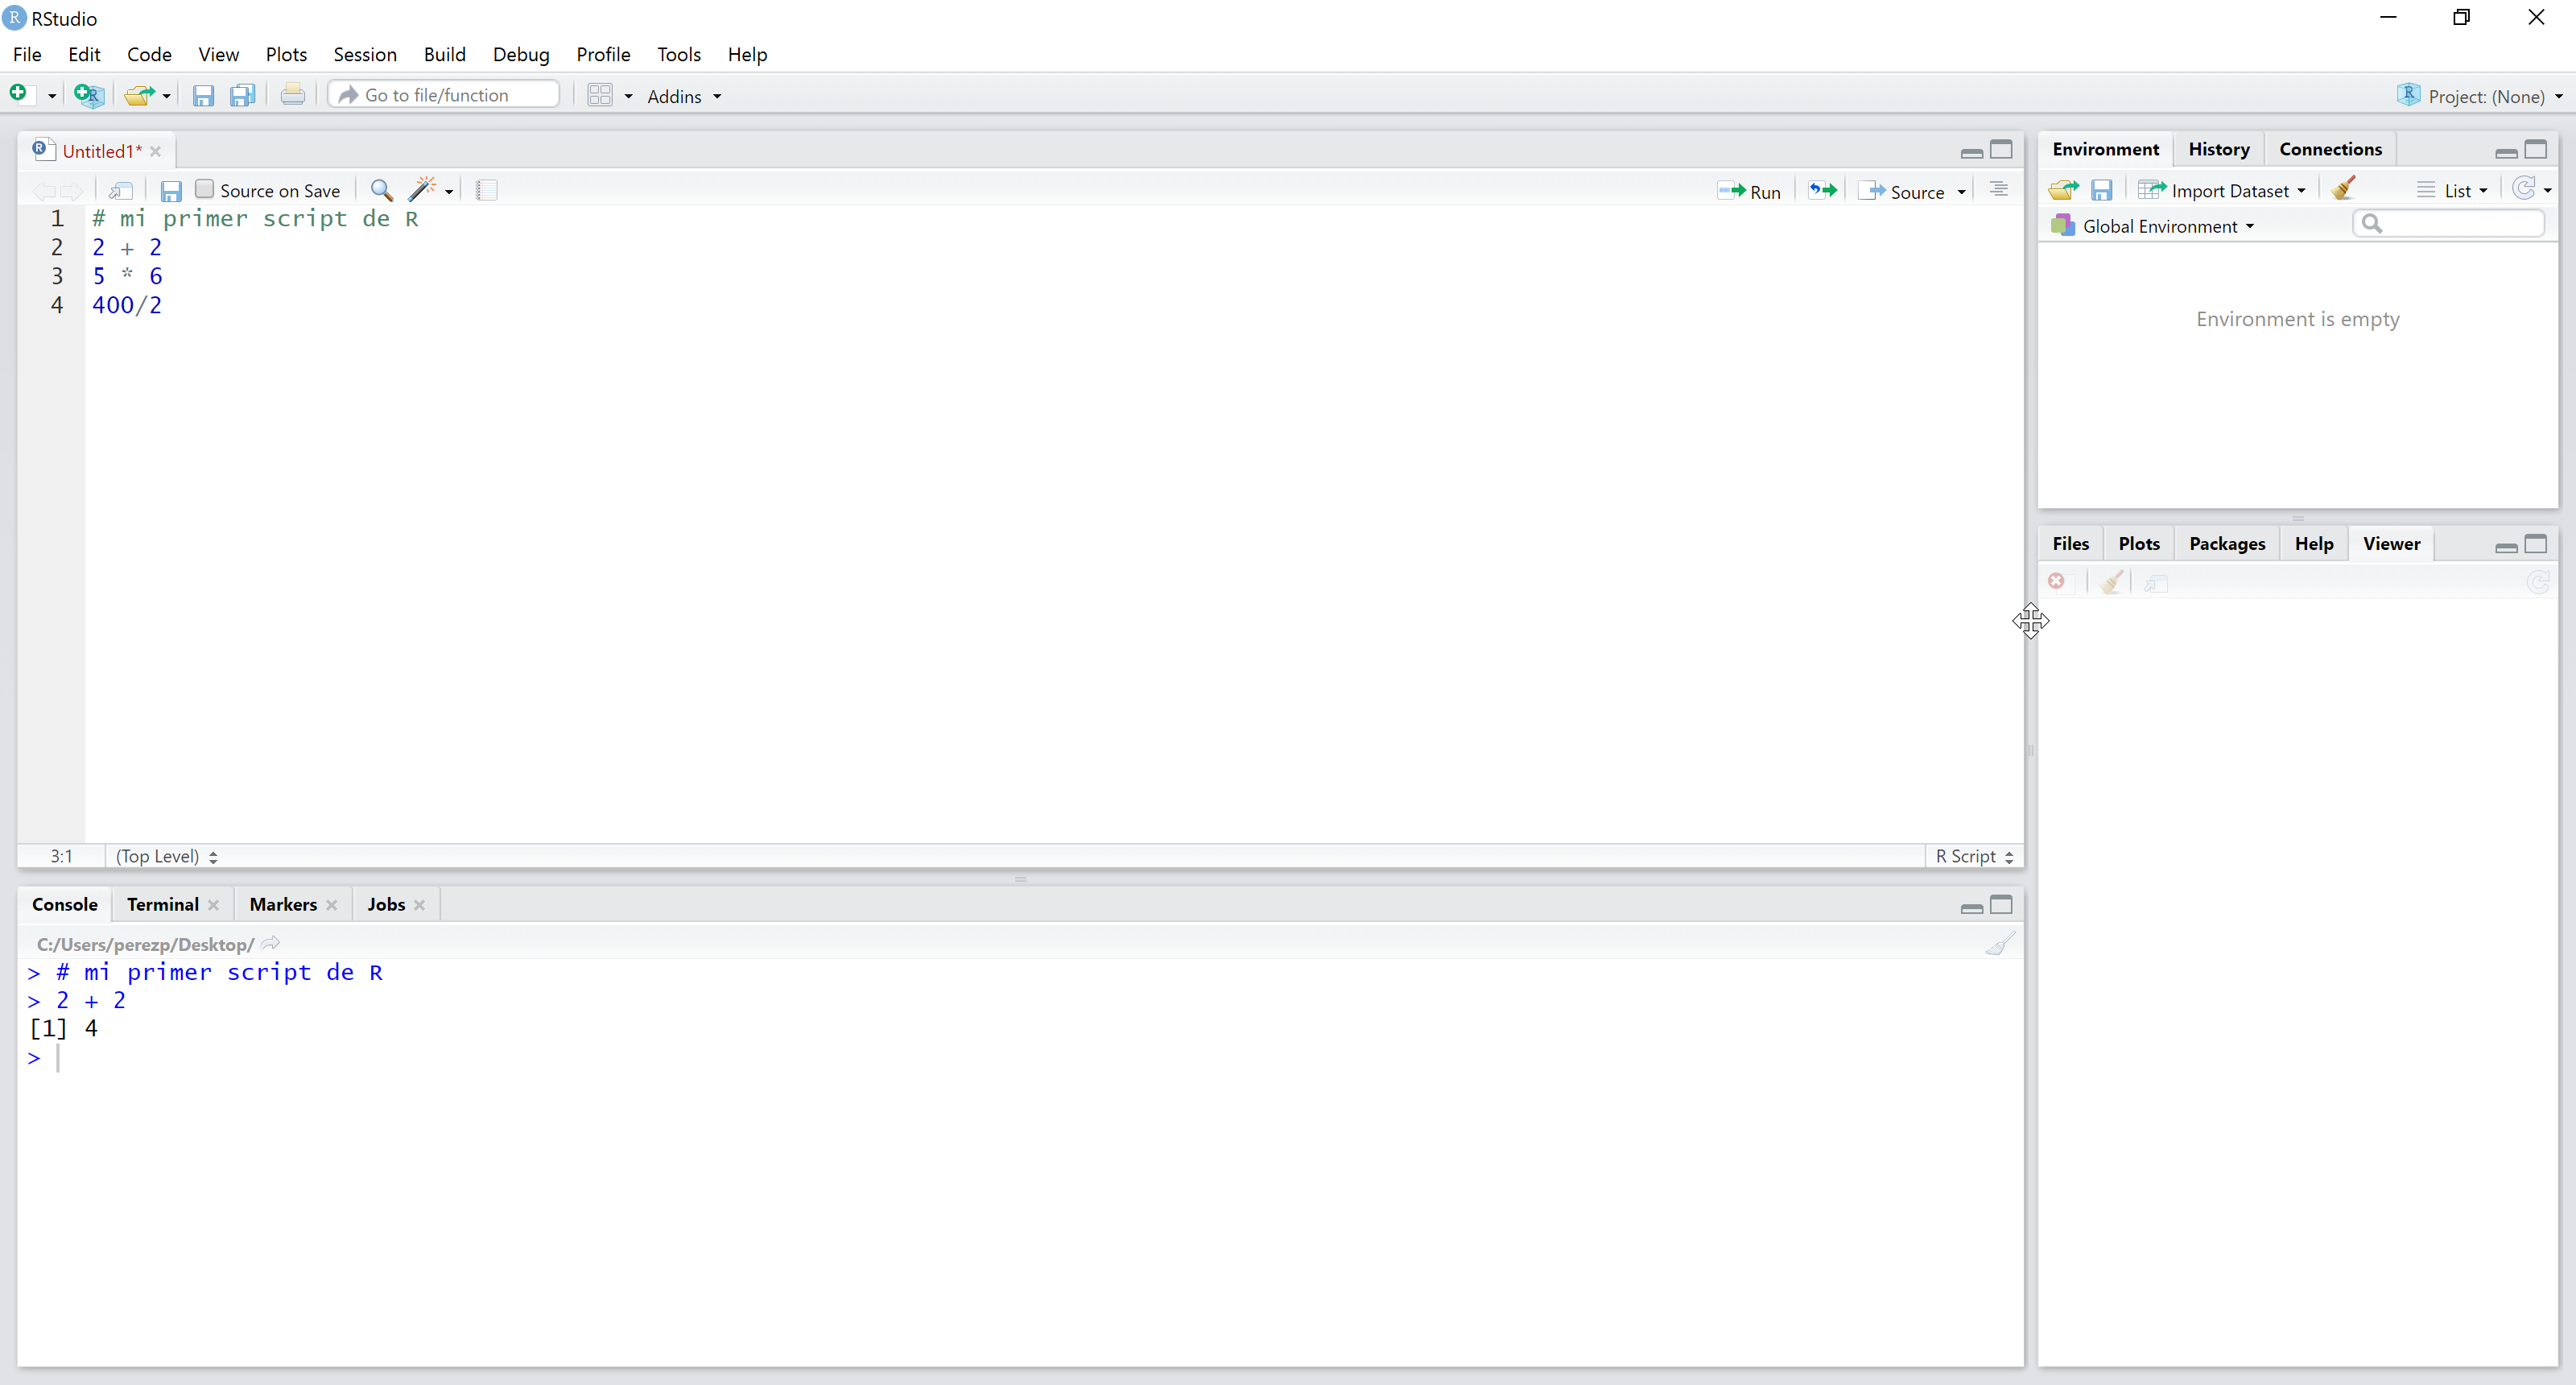 RStudio
File Edit Code View Plots Session Build Debug Profile Tools Help
Go to file/function Addins Project: (None)
Untitled1*
Source on Save Run Source
1 # mi primer script de R
2 2 + 2
3 5 * 6
4 400/2
3:1 (Top Level) R Script
Console Terminal Markers Jobs
C:/Users/perezp/Desktop/
> # mi primer script de R
> 2 + 2
[1] 4
>
Environment History Connections
Import Dataset List
Global Environment
Environment is empty
Files Plots Packages Help Viewer